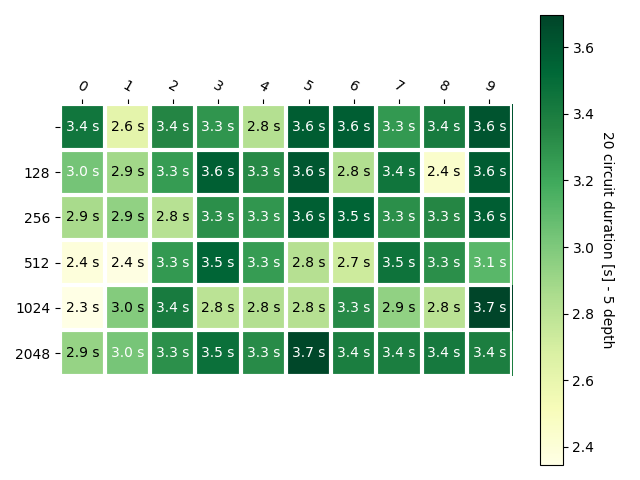 0 1 2 3 4 5 6 7 8 9
3.4 s 2.6 s 3.4 s 3.3 s 2.8 s 3.6 s 3.6 s 3.3 s 3.4 s 3.6 s
128 3.0 s 2.9 s 3.3 s 3.6 s 3.3 s 3.6 s 2.8 s 3.4 s 2.4 s 3.6 s
256 2.9 s 2.9 s 2.8 s 3.3 s 3.3 s 3.6 s 3.5 s 3.3 s 3.3 s 3.6 s
512 2.4 s 2.4 s 3.3 s 3.5 s 3.3 s 2.8 s 2.7 s 3.5 s 3.3 s 3.1 s
1024 2.3 s 3.0 s 3.4 s 2.8 s 2.8 s 2.8 s 3.3 s 2.9 s 2.8 s 3.7 s
2048 2.9 s 3.0 s 3.3 s 3.5 s 3.3 s 3.7 s 3.4 s 3.4 s 3.4 s 3.4 s
3.6
3.4
3.2
3.0
2.8
2.6
2.4
20 circuit duration [s] - 5 depth